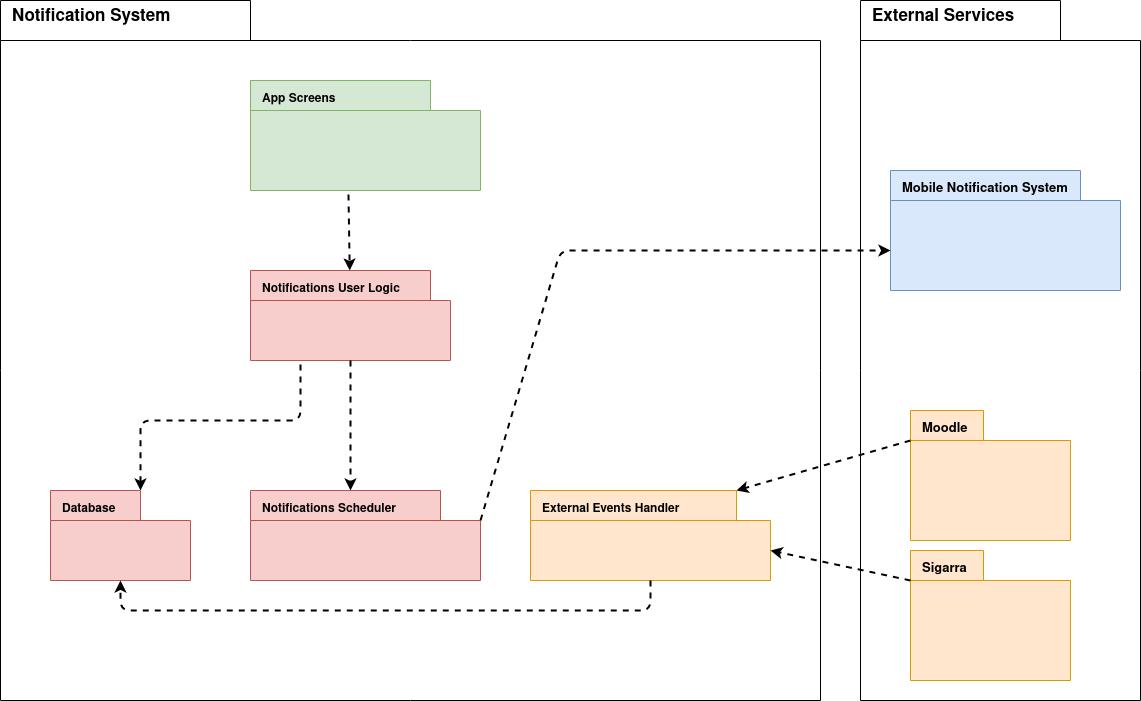 Notification System
External Services
App Screens
Mobile Notification System
Notifications User Logic
Moodle
Database
Notifications Scheduler
External Events Handler
Sigarra